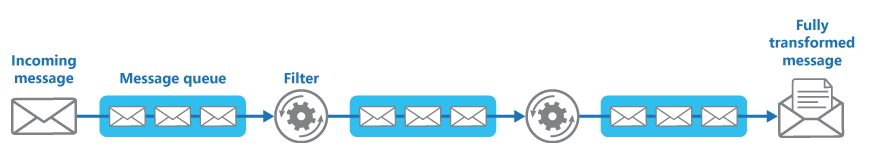 Incoming
message
Message queue
Filter
Fully
transformed
message